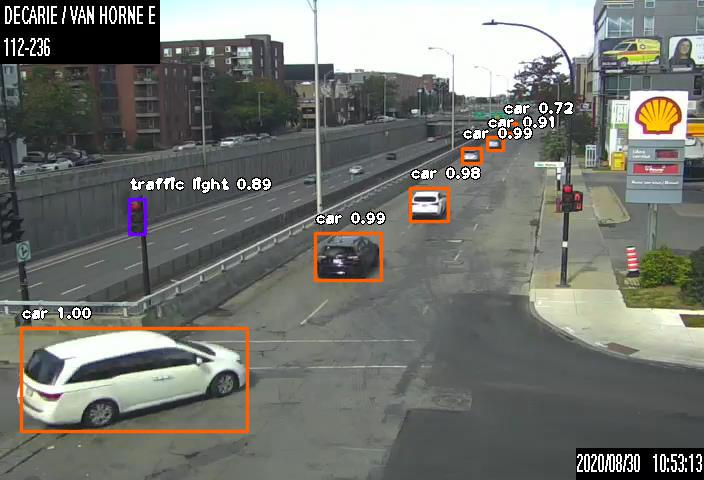 DECARIE / VAN HORNE E
112-236
car 0.72
car 0.91
car 0.99
car 0.98
traffic light 0.89
car 0.99
car 1.00
P
2020/08/30 10:53:13